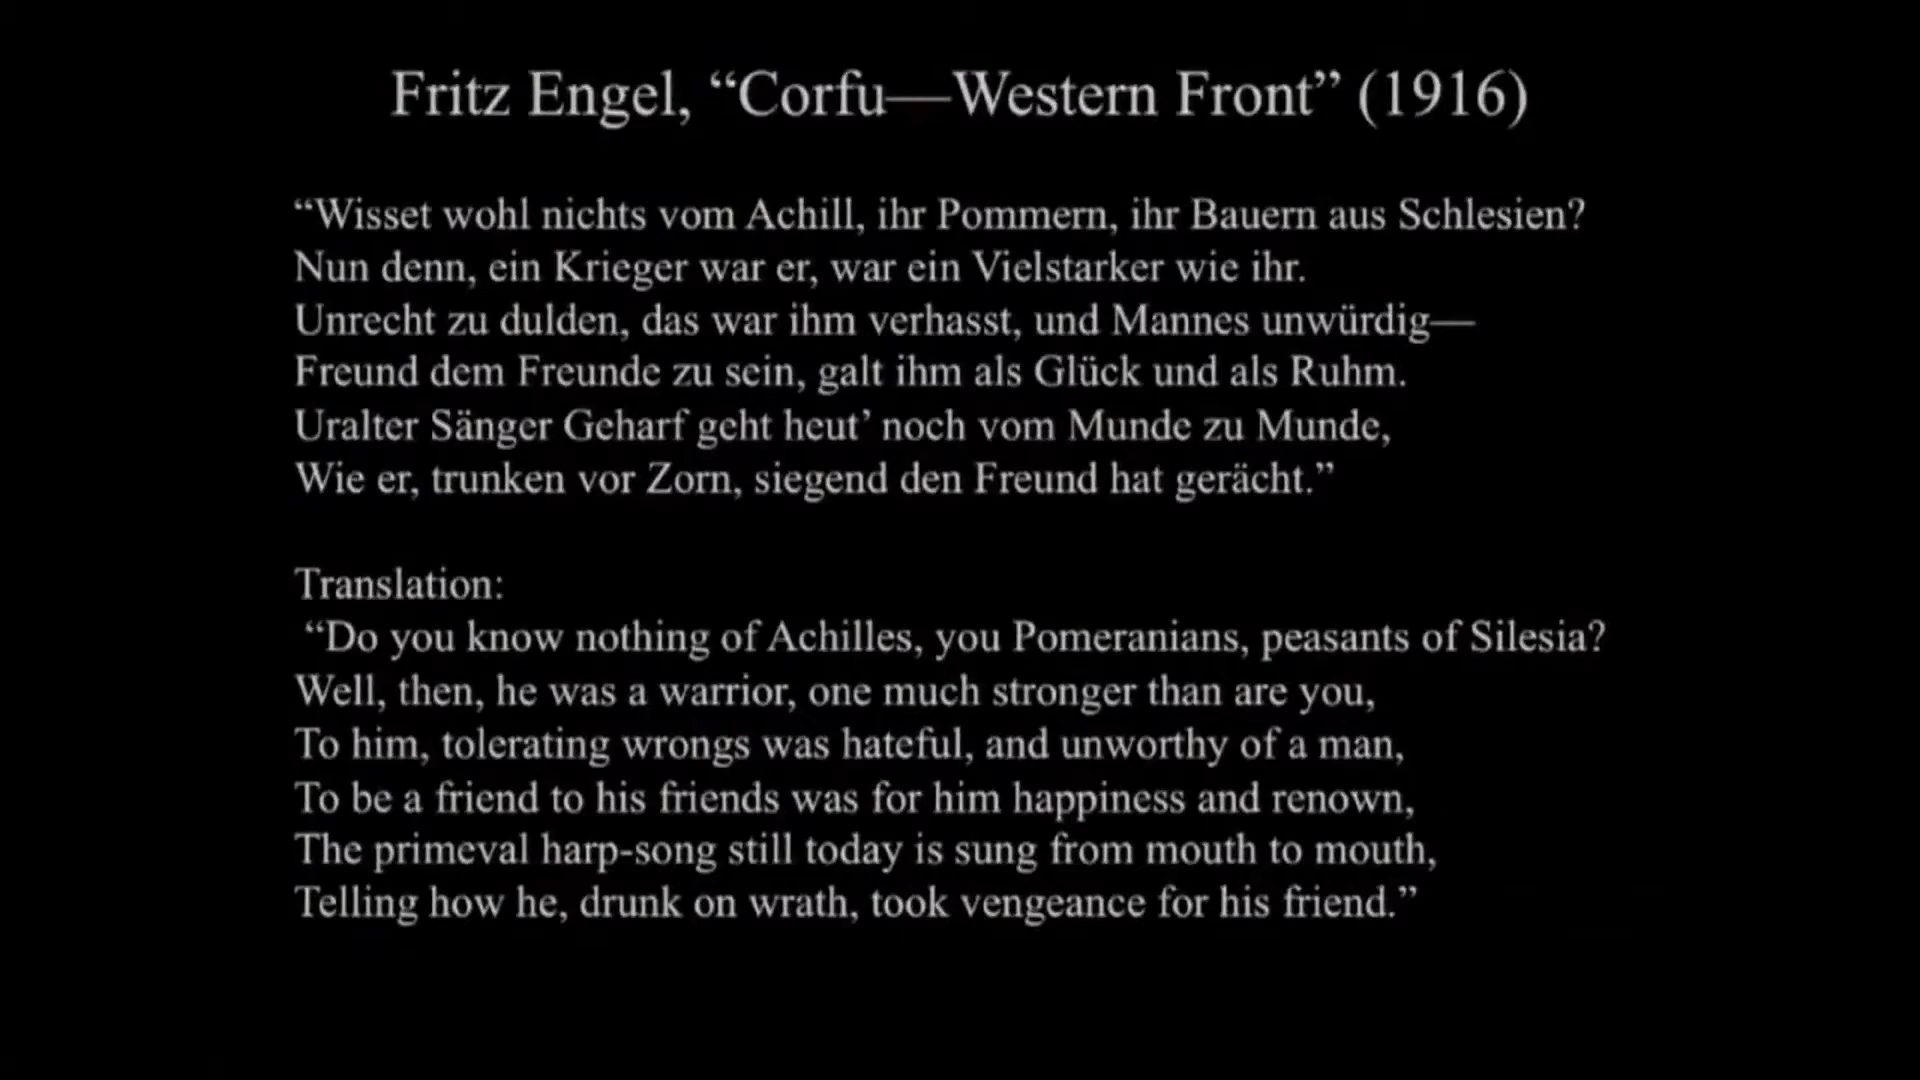 Fritz Engel, “Corfu—Western Front” (1916)
“Wisset wohl nichts vom Achill, ihr Pommern, ihr Bauern aus Schlesien?
Nun denn, ein Krieger war er, war ein Vielstarker wie ihr.
Unrecht zu dulden, das war ihm verhasst, und Mannes unwürdig—
Freund dem Freunde zu sein, galt ihm als Glück und als Ruhm.
Uralter Sänger Geharf geht heut’ noch vom Munde zu Munde,
Wie er, trunken vor Zorn, siegend den Freund hat gerächt.”
Translation:
“Do you know nothing of Achilles, you Pomeranians, peasants of Silesia?
Well, then, he was a warrior, one much stronger than are you,
To him, tolerating wrongs was hateful, and unworthy of a man,
To be a friend to his friends was for him happiness and renown,
The primeval harp-song still today is sung from mouth to mouth,
Telling how he, drunk on wrath, took vengeance for his friend.”